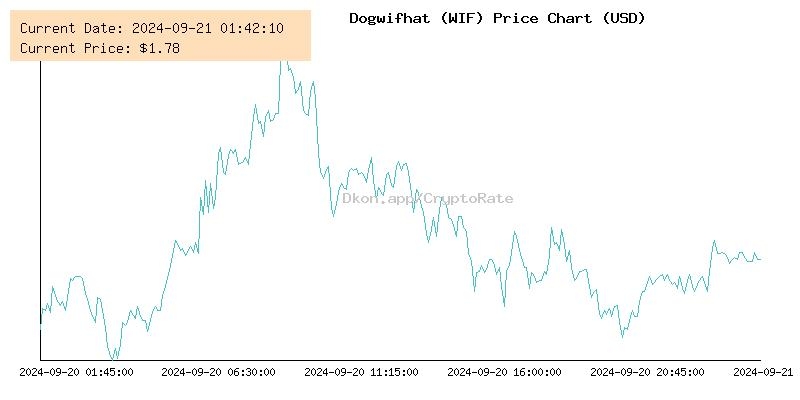 Dogwifhat (WIF) Price Chart (USD)
Current Date: 2024-09-21 01:42:10
Current Price: $1.78
Dkon.app/CryptoRate
2024-09-20 01:45:00 2024-09-20 06:30:00 2024-09-20 11:15:00 2024-09-20 16:00:00 2024-09-20 20:45:00 2024-09-21